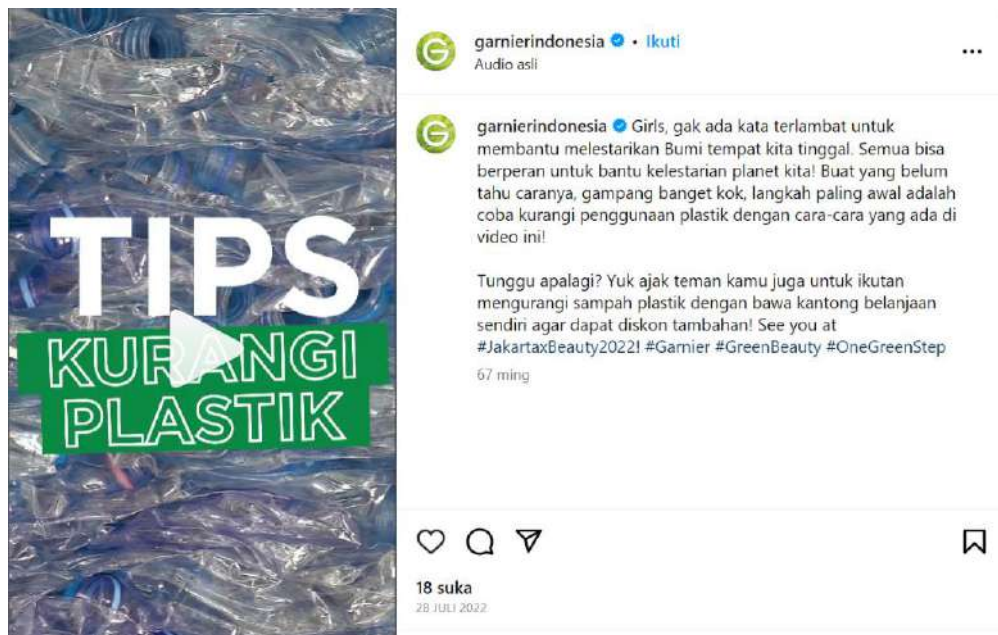 TIPS
KURANGI
PLASTIK
garnierindonesia • Ikuti
Audio asli
garnierindonesia Girls, gak ada kata terlambat untuk
membantu melestarikan Bumi tempat kita tinggal. Semua bisa
berperan untuk bantu kelestarian planet kita! Buat yang belum
tahu caranya, gampang banget kok, langkah paling awal adalah
coba kurangi penggunaan plastik dengan cara-cara yang ada di
video ini!
Tunggu apalagi? Yuk ajak teman kamu juga untuk ikutan
mengurangi sampah plastik dengan bawa kantong belanjaan
sendiri agar dapat diskon tambahan! See you at
#JakartaxBeauty2022! #Garnier #GreenBeauty #OneGreenStep
67 ming
18 suka
28 JULI 2022